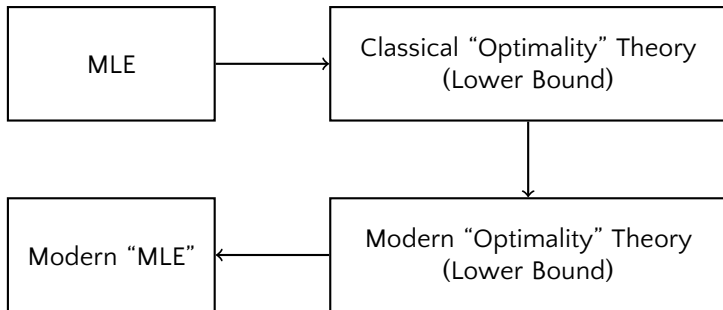 MLE
Classical “Optimality” Theory
(Lower Bound)
Modern “MLE”
Modern “Optimality” Theory
(Lower Bound)